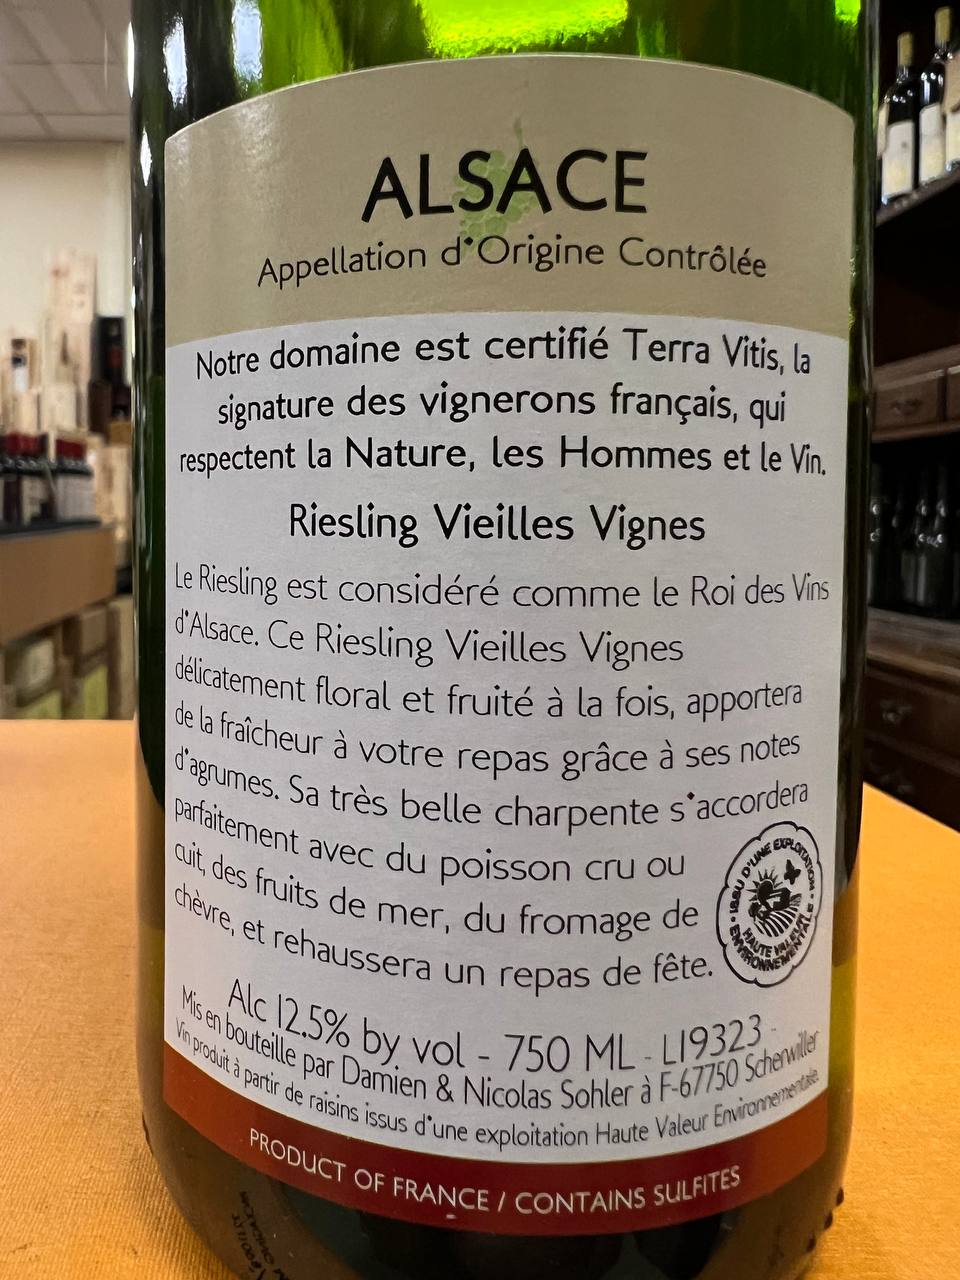 ALSACE
Appellation d'Origine Contrôlée
Notre domaine est certifié Terra Vitis, la
signature des vignerons français, qui
respectent la Nature, les Hommes et le Vin.
Riesling Vieilles Vignes
Le Riesling est considéré comme le Roi des Vins
d'Alsace. Ce Riesling Vieilles Vignes
délicatement floral et fruité à la fois, apportera
de la fraîcheur à votre repas grâce à ses notes
d'agrumes. Sa très belle charpente s'accordera
parfaitement avec du poisson cru ou
cuit, des fruits de mer, du fromage de
chèvre, et rehaussera un repas de fête.
• ISSU D'UNE EXPLOITATION •
HAUTE VALEUR
ENVIRONNEMENTALE
Alc 12.5% by vol - 750 ML - L19323 -
Mis en bouteille par Damien & Nicolas Sohler à F-67750 Scherwiller
Vin produit à partir de raisins issus d'une exploitation Haute Valeur Environnementale.
PRODUCT OF FRANCE / CONTAINS SULFITES